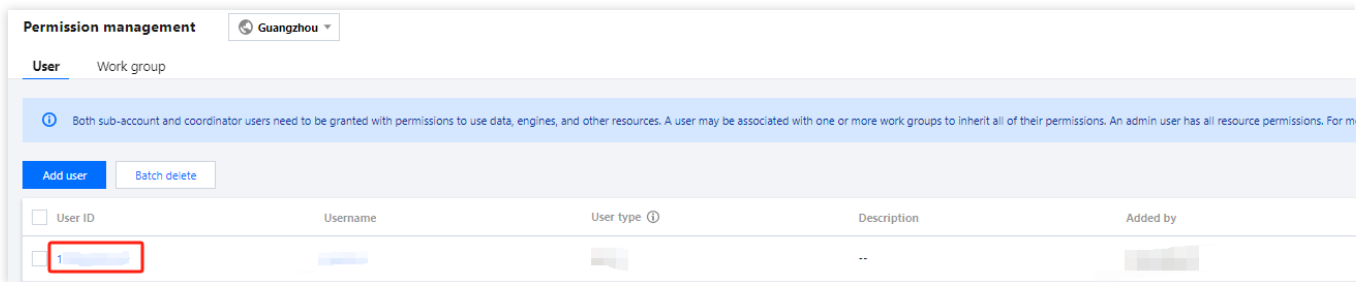 Permission management Guangzhou
User Work group
Both sub-account and coordinator users need to be granted with permissions to use data, engines, and other resources. A user may be associated with one or more work groups to inherit all of their permissions. An admin user has all resource permissions. For
Add user Batch delete
User ID Username User type Description Added by
1 --